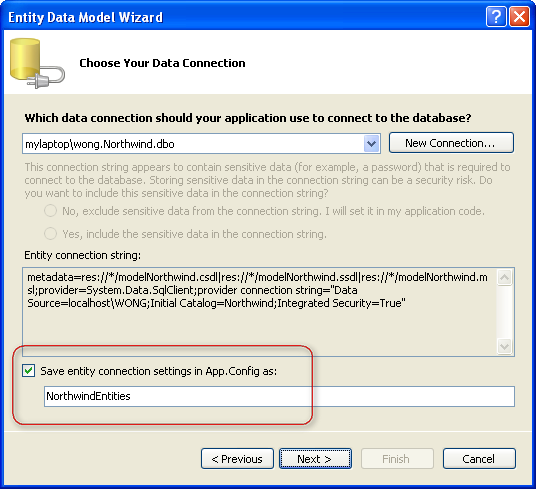 Entity Data Model Wizard
Choose Your Data Connection
Which data connection should your application use to connect to the database?
mylaptop\wong.Northwind.dbo
New Connection...
This connection string appears to contain sensitive data (for example, a password) that is required to
connect to the database. Storing sensitive data in the connection string can be a security risk. Do
you want to include this sensitive data in the connection string?
No, exclude sensitive data from the connection string. I will set it in my application code.
Yes, include the sensitive data in the connection string.
Entity connection string:
metadata=res://*/modelNorthwind.csdl|res://*/modelNorthwind.ssdl|res://*/modelNorthwind.m
sl;provider=System.Data.SqlClient;provider connection string="Data
Source=localhost\WONG;Initial Catalog=Northwind;Integrated Security=True"
Save entity connection settings in App.Config as:
NorthwindEntities
< Previous Next > Finish Cancel